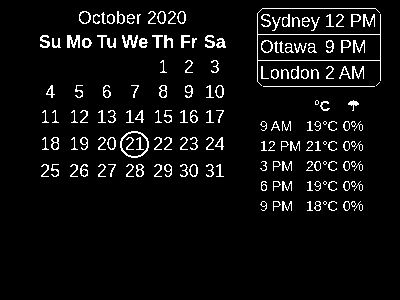 October 2020
Su Mo Tu We Th Fr Sa
1 2 3
4 5 6 7 8 9 10
11 12 13 14 15 16 17
18 19 20 21 22 23 24
25 26 27 28 29 30 31
Sydney 12 PM
Ottawa 9 PM
London 2 AM
°C
9 AM 19°C 0%
12 PM 21°C 0%
3 PM 20°C 0%
6 PM 19°C 0%
9 PM 18°C 0%